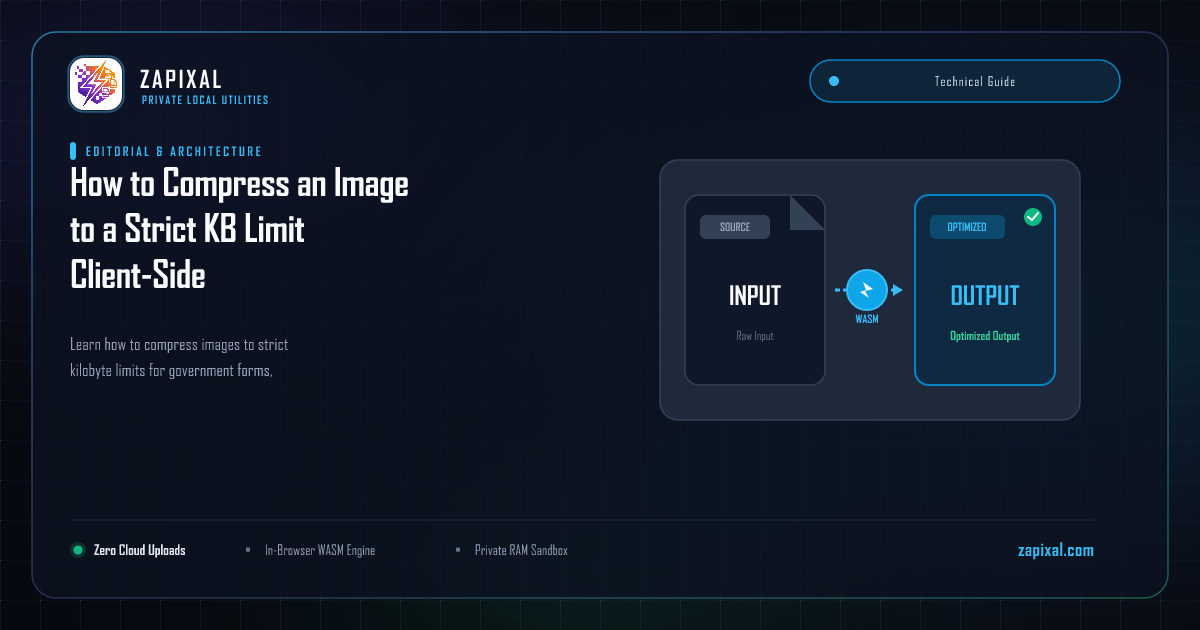 ZAPIXAL
PRIVATE LOCAL UTILITIES
Technical Guide
EDITORIAL & ARCHITECTURE
How to Compress an Image
to a Strict KB Limit
Client-Side
Learn how to compress images to strict
kilobyte limits for government forms,
SOURCE
INPUT
Raw Input
WASM
OPTIMIZED
OUTPUT
Optimized Output
Zero Cloud Uploads
In-Browser WASM Engine
Private RAM Sandbox
zapixal.com